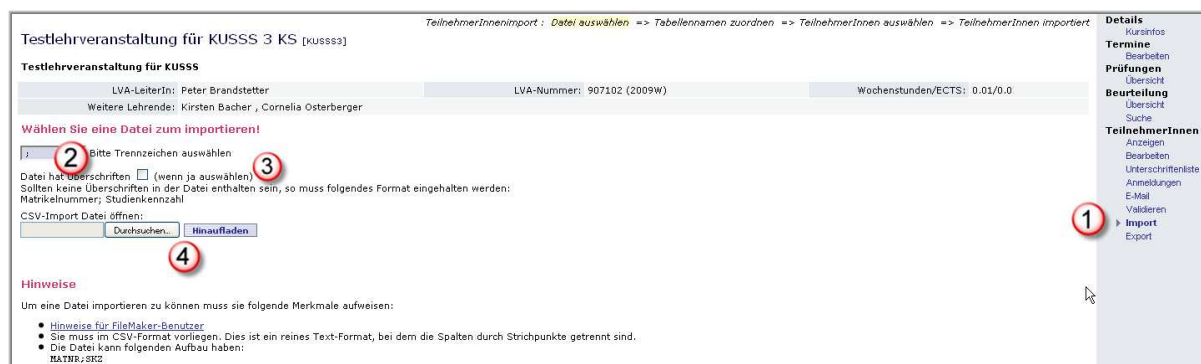 TeilnehmerInnenimport : Datei auswählen => Tabellennamen zuordnen => TeilnehmerInnen auswählen => TeilnehmerInnen importiert
Testlehrveranstaltung für KUSSS 3 KS [KUSSS3]
Testlehrveranstaltung für KUSSS
LVA-LeiterIn: Peter Brandstetter LVA-Nummer: 907102 (2009W) Wochenstunden/ECTS: 0.01/0.0
Weitere Lehrende: Kirsten Bacher , Cornelia Osterberger
Wählen Sie eine Datei zum importieren!
; 2 Bitte Trennzeichen auswählen
3
Datei hat Überschriften (wenn ja auswählen)
Sollten keine Überschriften in der Datei enthalten sein, so muss folgendes Format eingehalten werden:
Matrikelnummer; Studienkennzahl
CSV-Import Datei öffnen:
Durchsuchen... Hinaufladen
4
Hinweise
Um eine Datei importieren zu können muss sie folgende Merkmale aufweisen:
Hinweise für FileMaker-Benutzer
Sie muss im CSV-Format vorliegen. Dies ist ein reines Text-Format, bei dem die Spalten durch Strichpunkte getrennt sind.
Die Datei kann folgenden Aufbau haben:
MATNR;SKZ
Details
Kursinfos
Termine
Bearbeiten
Prüfungen
Übersicht
Beurteilung
Übersicht
Suche
TeilnehmerInnen
Anzeigen
Bearbeiten
Unterschriftenliste
Anmeldungen
E-Mail
Validieren
1 Import
Export